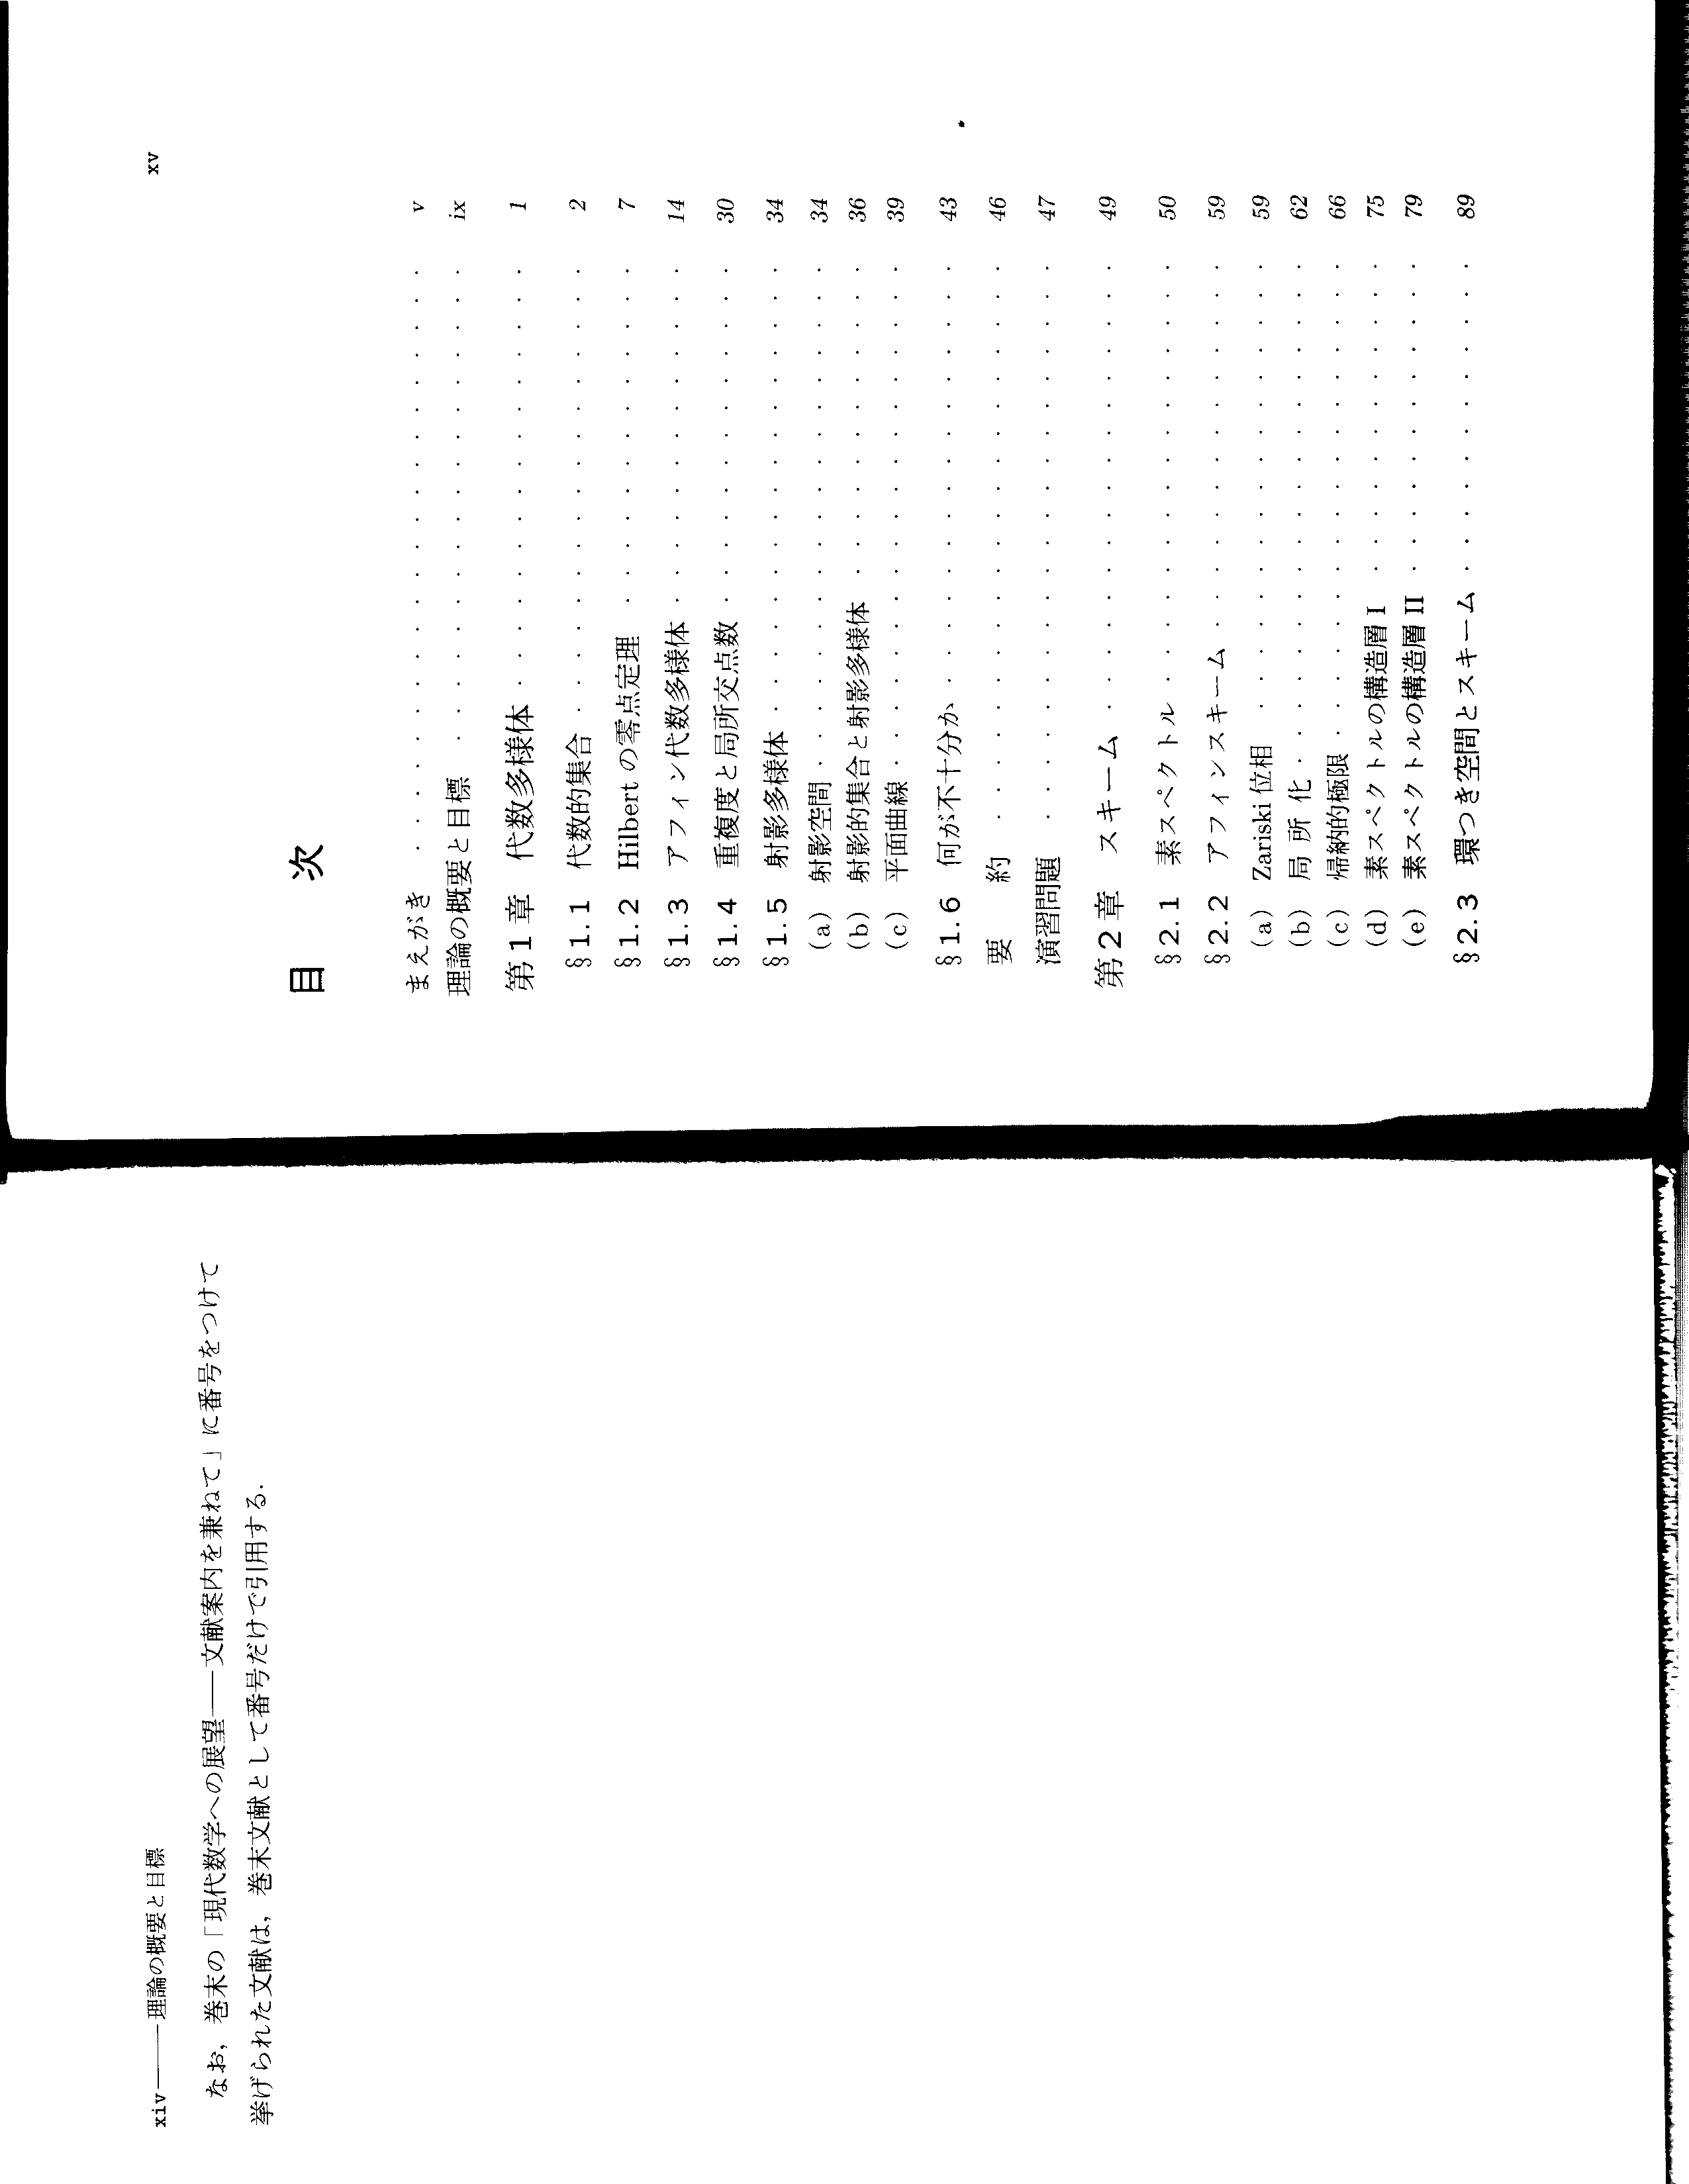 xiv——理論の概要と目標
なお，巻末の「現代数学への展望——文献案内を兼ねて」に番号をつけて
挙げられた文献は，巻末文献として番号だけで引用する．
xv
目　次
まえがき . . . . . . . . . . . . . . . . . . . . . . v
理論の概要と目標 . . . . . . . . . . . . . . . . . . ix
第1章　代数多様体 . . . . . . . . . . . . . . . . 1
§1.1　代数的集合 . . . . . . . . . . . . . . . . . 2
§1.2　Hilbert の零点定理 . . . . . . . . . . . . . 7
§1.3　アフィン代数多様体 . . . . . . . . . . . . . 14
§1.4　重複度と局所交点数 . . . . . . . . . . . . . 30
§1.5　射影多様体 . . . . . . . . . . . . . . . . . 34
(a)　射影空間 . . . . . . . . . . . . . . . . . . 34
(b)　射影的集合と射影多様体 . . . . . . . . . . . . 36
(c)　平面曲線 . . . . . . . . . . . . . . . . . . . 39
§1.6　何が不十分か . . . . . . . . . . . . . . . . 43
要　約 . . . . . . . . . . . . . . . . . . . . . 46
演習問題 . . . . . . . . . . . . . . . . . . . . . 47
第2章　スキーム . . . . . . . . . . . . . . . . . 49
§2.1　素スペクトル . . . . . . . . . . . . . . . . 50
§2.2　アフィンスキーム . . . . . . . . . . . . . . 59
(a)　Zariski 位相 . . . . . . . . . . . . . . . . . 59
(b)　局 所 化 . . . . . . . . . . . . . . . . . . . 62
(c)　帰納的極限 . . . . . . . . . . . . . . . . . . 66
(d)　素スペクトルの構造層 I . . . . . . . . . . . . 75
(e)　素スペクトルの構造層 II . . . . . . . . . . . . 79
§2.3　環つき空間とスキーム . . . . . . . . . . . . 89